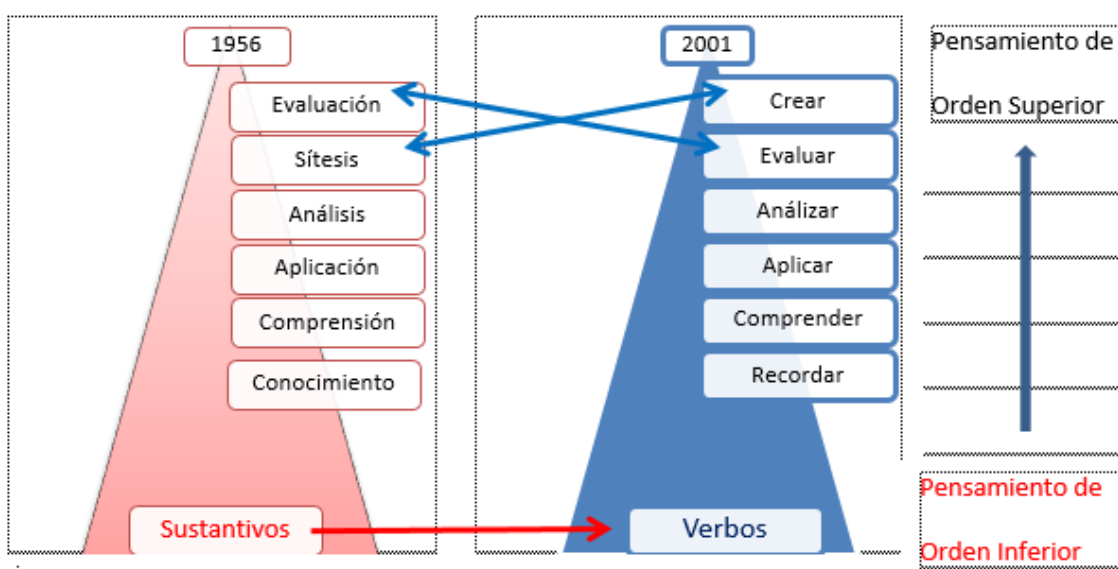 1956
Evaluación
Sítesis
Análisis
Aplicación
Comprensión
Conocimiento
Sustantivos
2001
Crear
Evaluar
Análizar
Aplicar
Comprender
Recordar
Verbos
Pensamiento de
Orden Superior
Pensamiento de
Orden Inferior